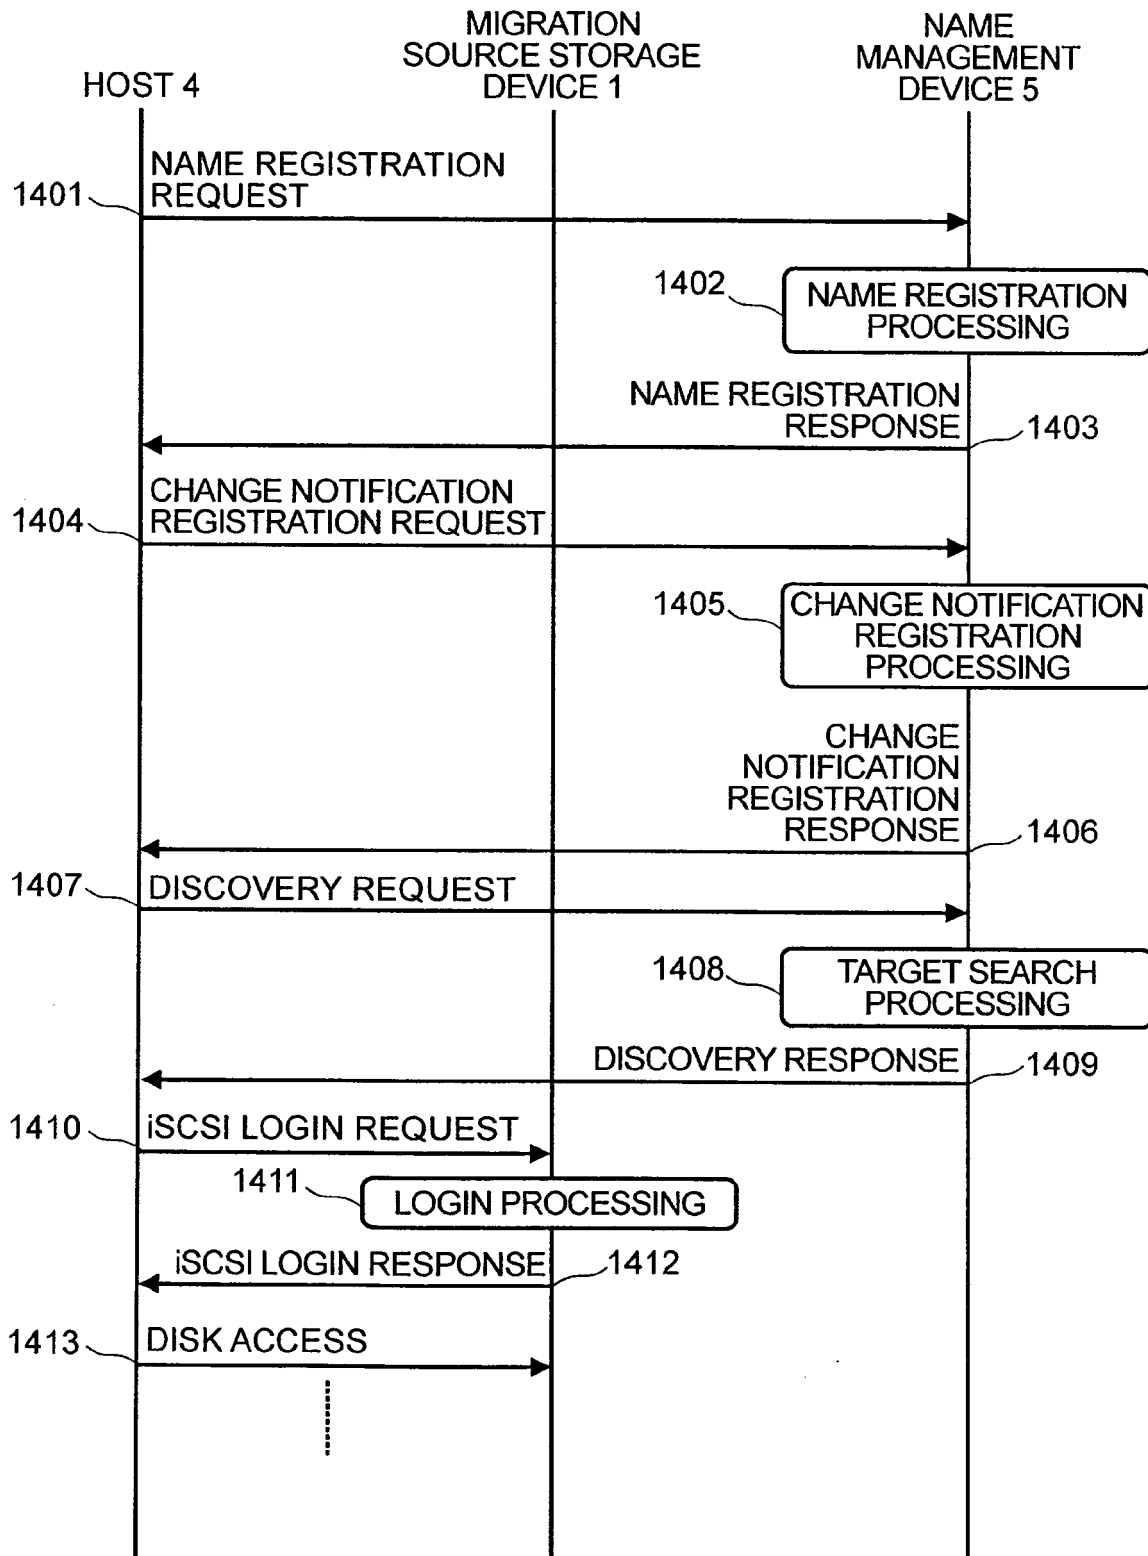 HOST 4
MIGRATION
SOURCE STORAGE
DEVICE 1
NAME
MANAGEMENT
DEVICE 5
NAME REGISTRATION
REQUEST
1401
1402
NAME REGISTRATION
PROCESSING
NAME REGISTRATION
RESPONSE
1403
CHANGE NOTIFICATION
REGISTRATION REQUEST
1404
1405
CHANGE NOTIFICATION
REGISTRATION
PROCESSING
CHANGE
NOTIFICATION
REGISTRATION
RESPONSE
1406
1407
DISCOVERY REQUEST
1408
TARGET SEARCH
PROCESSING
DISCOVERY RESPONSE
1409
1410
iSCSI LOGIN REQUEST
1411
LOGIN PROCESSING
iSCSI LOGIN RESPONSE
1412
1413
DISK ACCESS